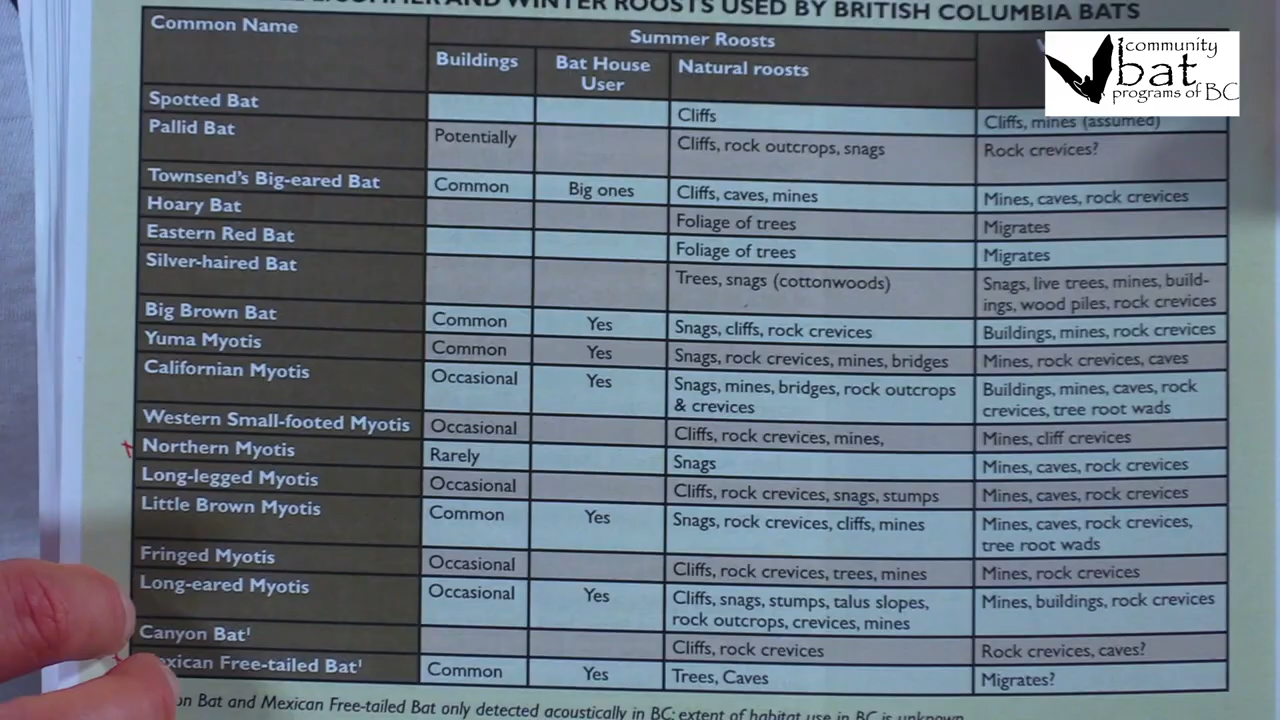 SUMMER AND WINTER ROOSTS USED BY BRITISH COLUMBIA BATS
Common Name
Summer Roosts
Buildings
Bat House
User
Natural roosts
community
bat
programs of BC
Spotted Bat
Cliffs
Cliffs, mines (assumed)
Pallid Bat
Potentially
Cliffs, rock outcrops, snags
Rock crevices?
Townsend's Big-eared Bat
Common
Big ones
Cliffs, caves, mines
Mines, caves, rock crevices
Hoary Bat
Foliage of trees
Migrates
Eastern Red Bat
Foliage of trees
Migrates
Silver-haired Bat
Trees, snags (cottonwoods)
Snags, live trees, mines, build-
ings, wood piles, rock crevices
Big Brown Bat
Common
Yes
Snags, cliffs, rock crevices
Buildings, mines, rock crevices
Yuma Myotis
Common
Yes
Snags, rock crevices, mines, bridges
Mines, rock crevices, caves
Californian Myotis
Occasional
Yes
Snags, mines, bridges, rock outcrops
& crevices
Buildings, mines, caves, rock
crevices, tree root wads
Western Small-footed Myotis
Occasional
Cliffs, rock crevices, mines,
Mines, cliff crevices
Northern Myotis
Rarely
Snags
Mines, caves, rock crevices
Long-legged Myotis
Occasional
Cliffs, rock crevices, snags, stumps
Mines, caves, rock crevices
Little Brown Myotis
Common
Yes
Snags, rock crevices, cliffs, mines
Mines, caves, rock crevices,
tree root wads
Fringed Myotis
Occasional
Cliffs, rock crevices, trees, mines
Mines, rock crevices
Long-eared Myotis
Occasional
Yes
Cliffs, snags, stumps, talus slopes,
rock outcrops, crevices, mines
Mines, buildings, rock crevices
Canyon Bat¹
Cliffs, rock crevices
Rock crevices, caves?
Free-tailed Bat¹
Common
Yes
Trees, Caves
Migrates?
Bat and Mexican Free-tailed Bat only detected acoustically in BC; extent of habitat use in BC is unknown